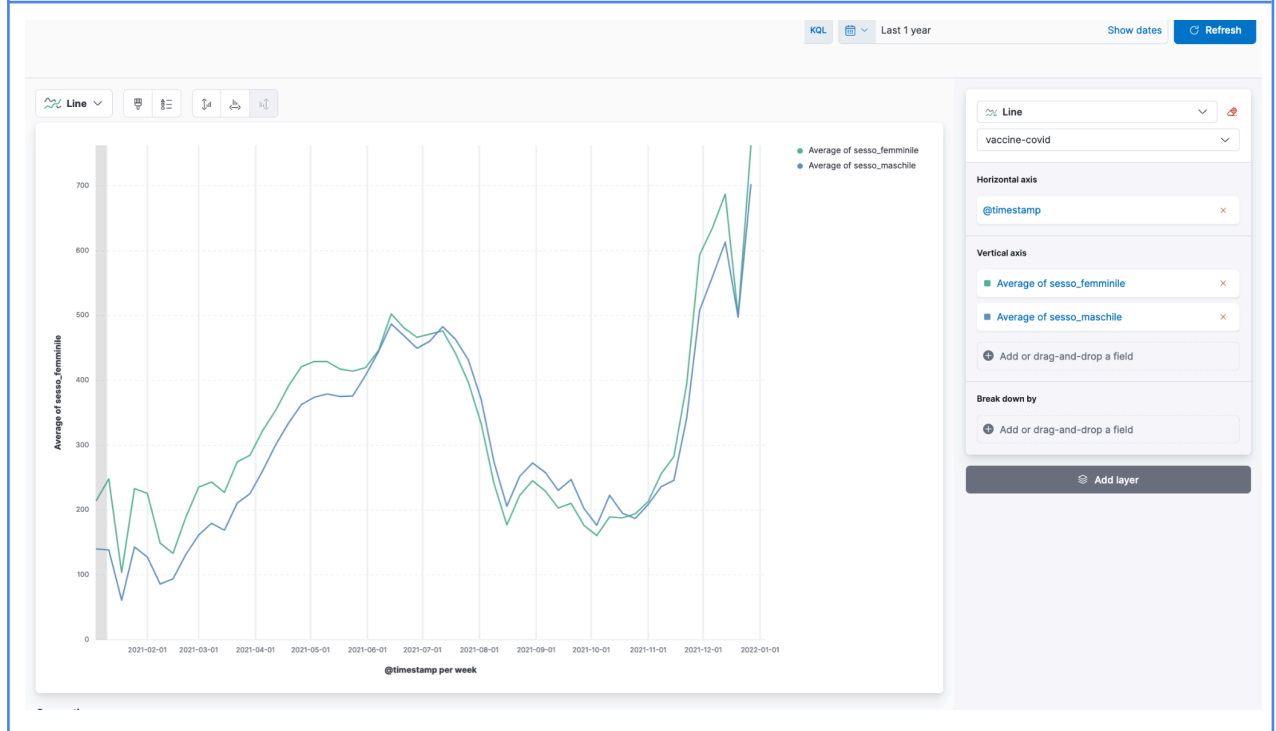 KQL
Last 1 year
Show dates
Refresh
Line
Average of sesso_femminile
Average of sesso_maschile
700
600
500
400
300
200
100
0
Average of sesso_femminile
2021-02-01 2021-03-01 2021-04-01 2021-05-01 2021-06-01 2021-07-01 2021-08-01 2021-09-01 2021-10-01 2021-11-01 2021-12-01 2022-01-01
@timestamp per week
Line
vaccine-covid
Horizontal axis
@timestamp
Vertical axis
Average of sesso_femminile
Average of sesso_maschile
Add or drag-and-drop a field
Break down by
Add or drag-and-drop a field
Add layer